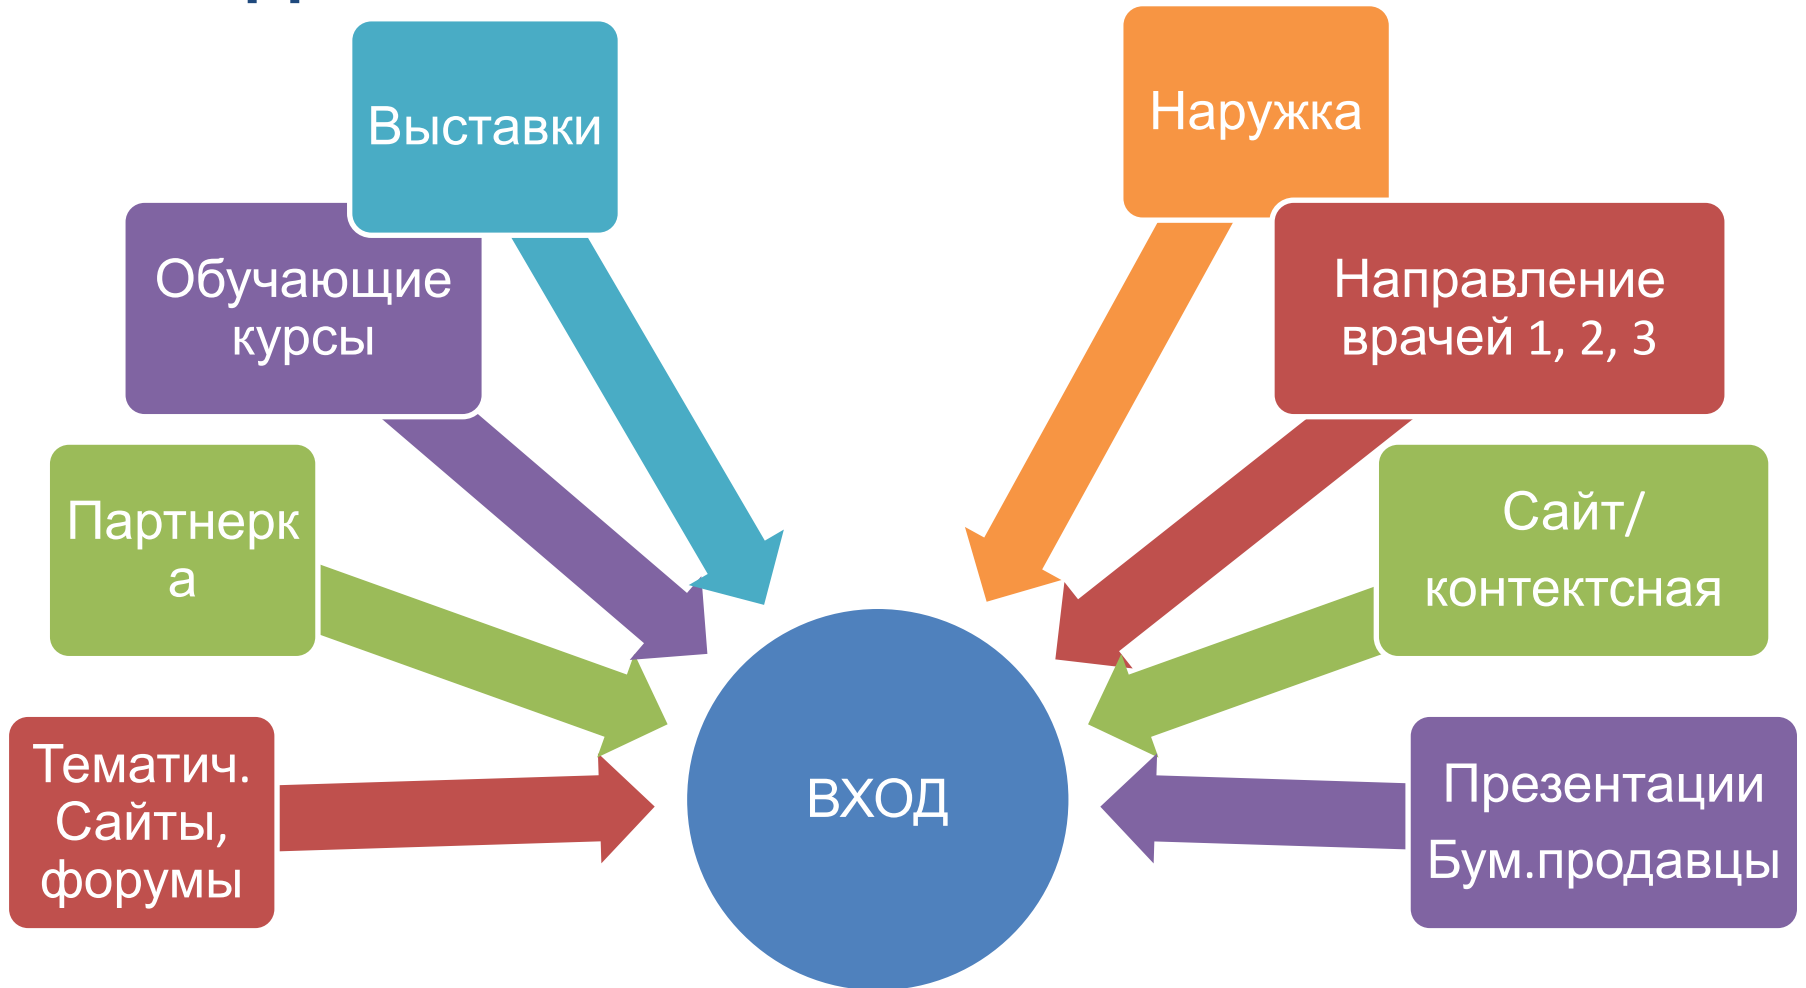 Выставки
Наружка
Обучающие
курсы
Направление
врачей 1, 2, 3
Партнерк
а
Сайт/
контектсная
Тематич.
Сайты,
форумы
ВХОД
Презентации
Бум.продавцы